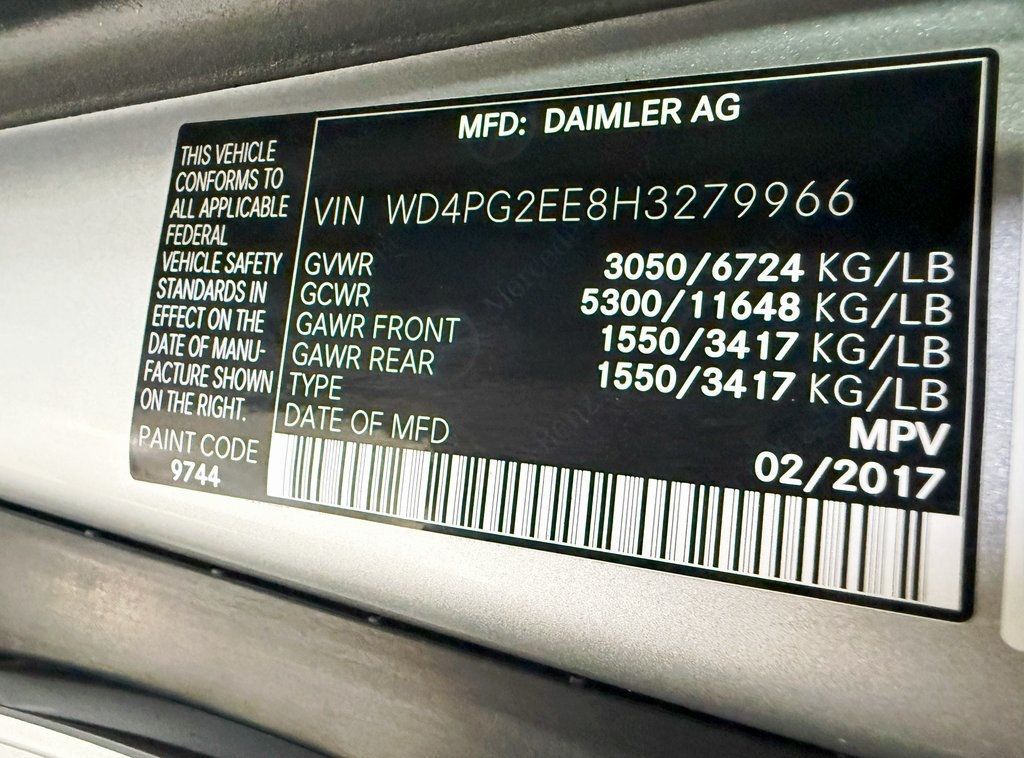 THIS VEHICLE
CONFORMS TO
ALL APPLICABLE
FEDERAL
VEHICLE SAFETY
STANDARDS IN
EFFECT ON THE
DATE OF MANU-
FACTURE SHOWN
ON THE RIGHT.
PAINT CODE
9744
MFD: DAIMLER AG
VIN WD4PG2EE8H3279966
GVWR 3050/6724 KG/LB
GCWR 5300/11648 KG/LB
GAWR FRONT 1550/3417 KG/LB
GAWR REAR 1550/3417 KG/LB
TYPE MPV
DATE OF MFD 02/2017